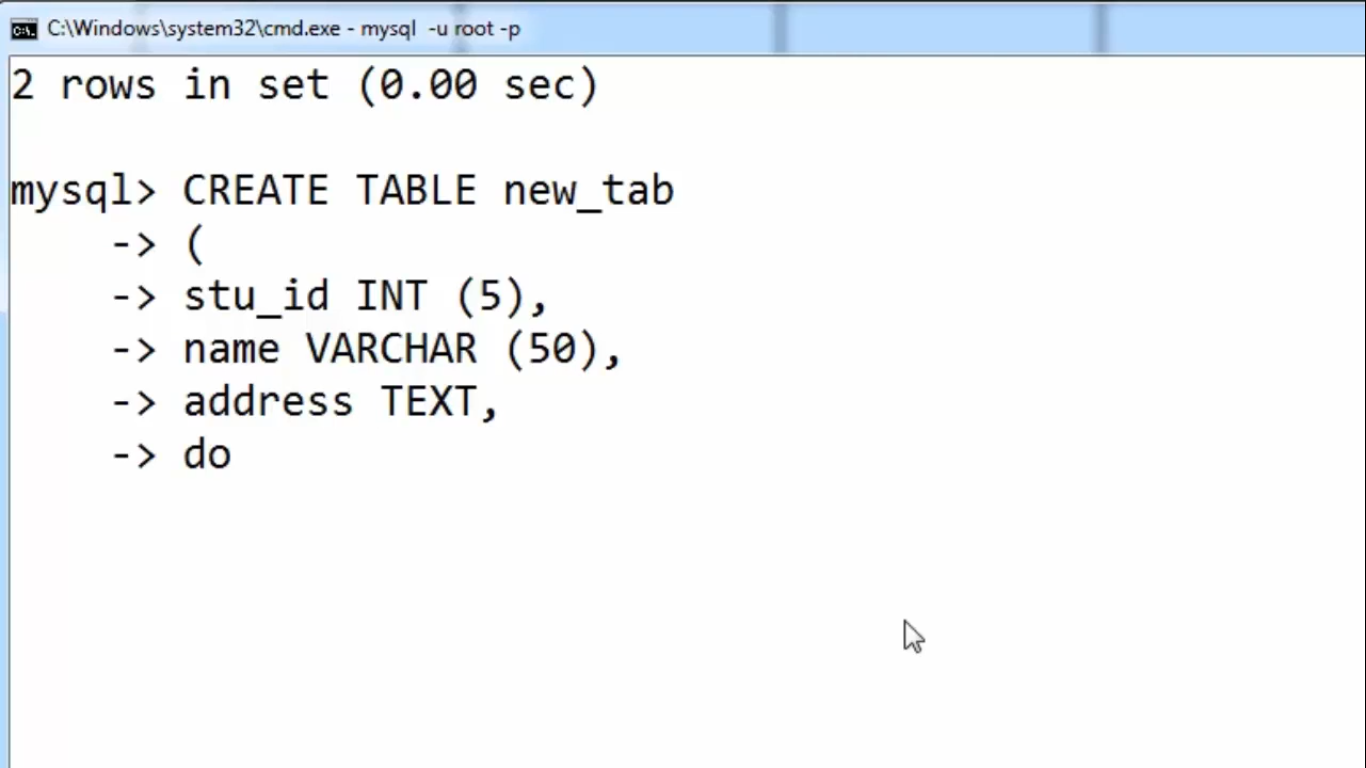 C:\Windows\system32\cmd.exe - mysql  -u root -p
2 rows in set (0.00 sec)
mysql> CREATE TABLE new_tab
    -> (
    -> stu_id INT (5),
    -> name VARCHAR (50),
    -> address TEXT,
    -> do